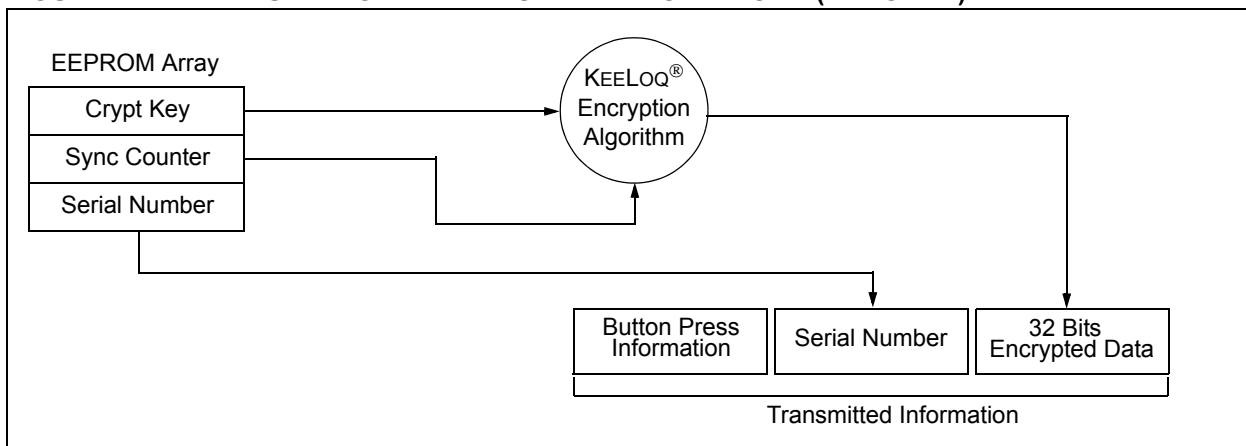 EEPROM Array
Crypt Key
Sync Counter
Serial Number
KEELOQ®
Encryption
Algorithm
Button Press
Information
Serial Number
32 Bits
Encrypted Data
Transmitted Information